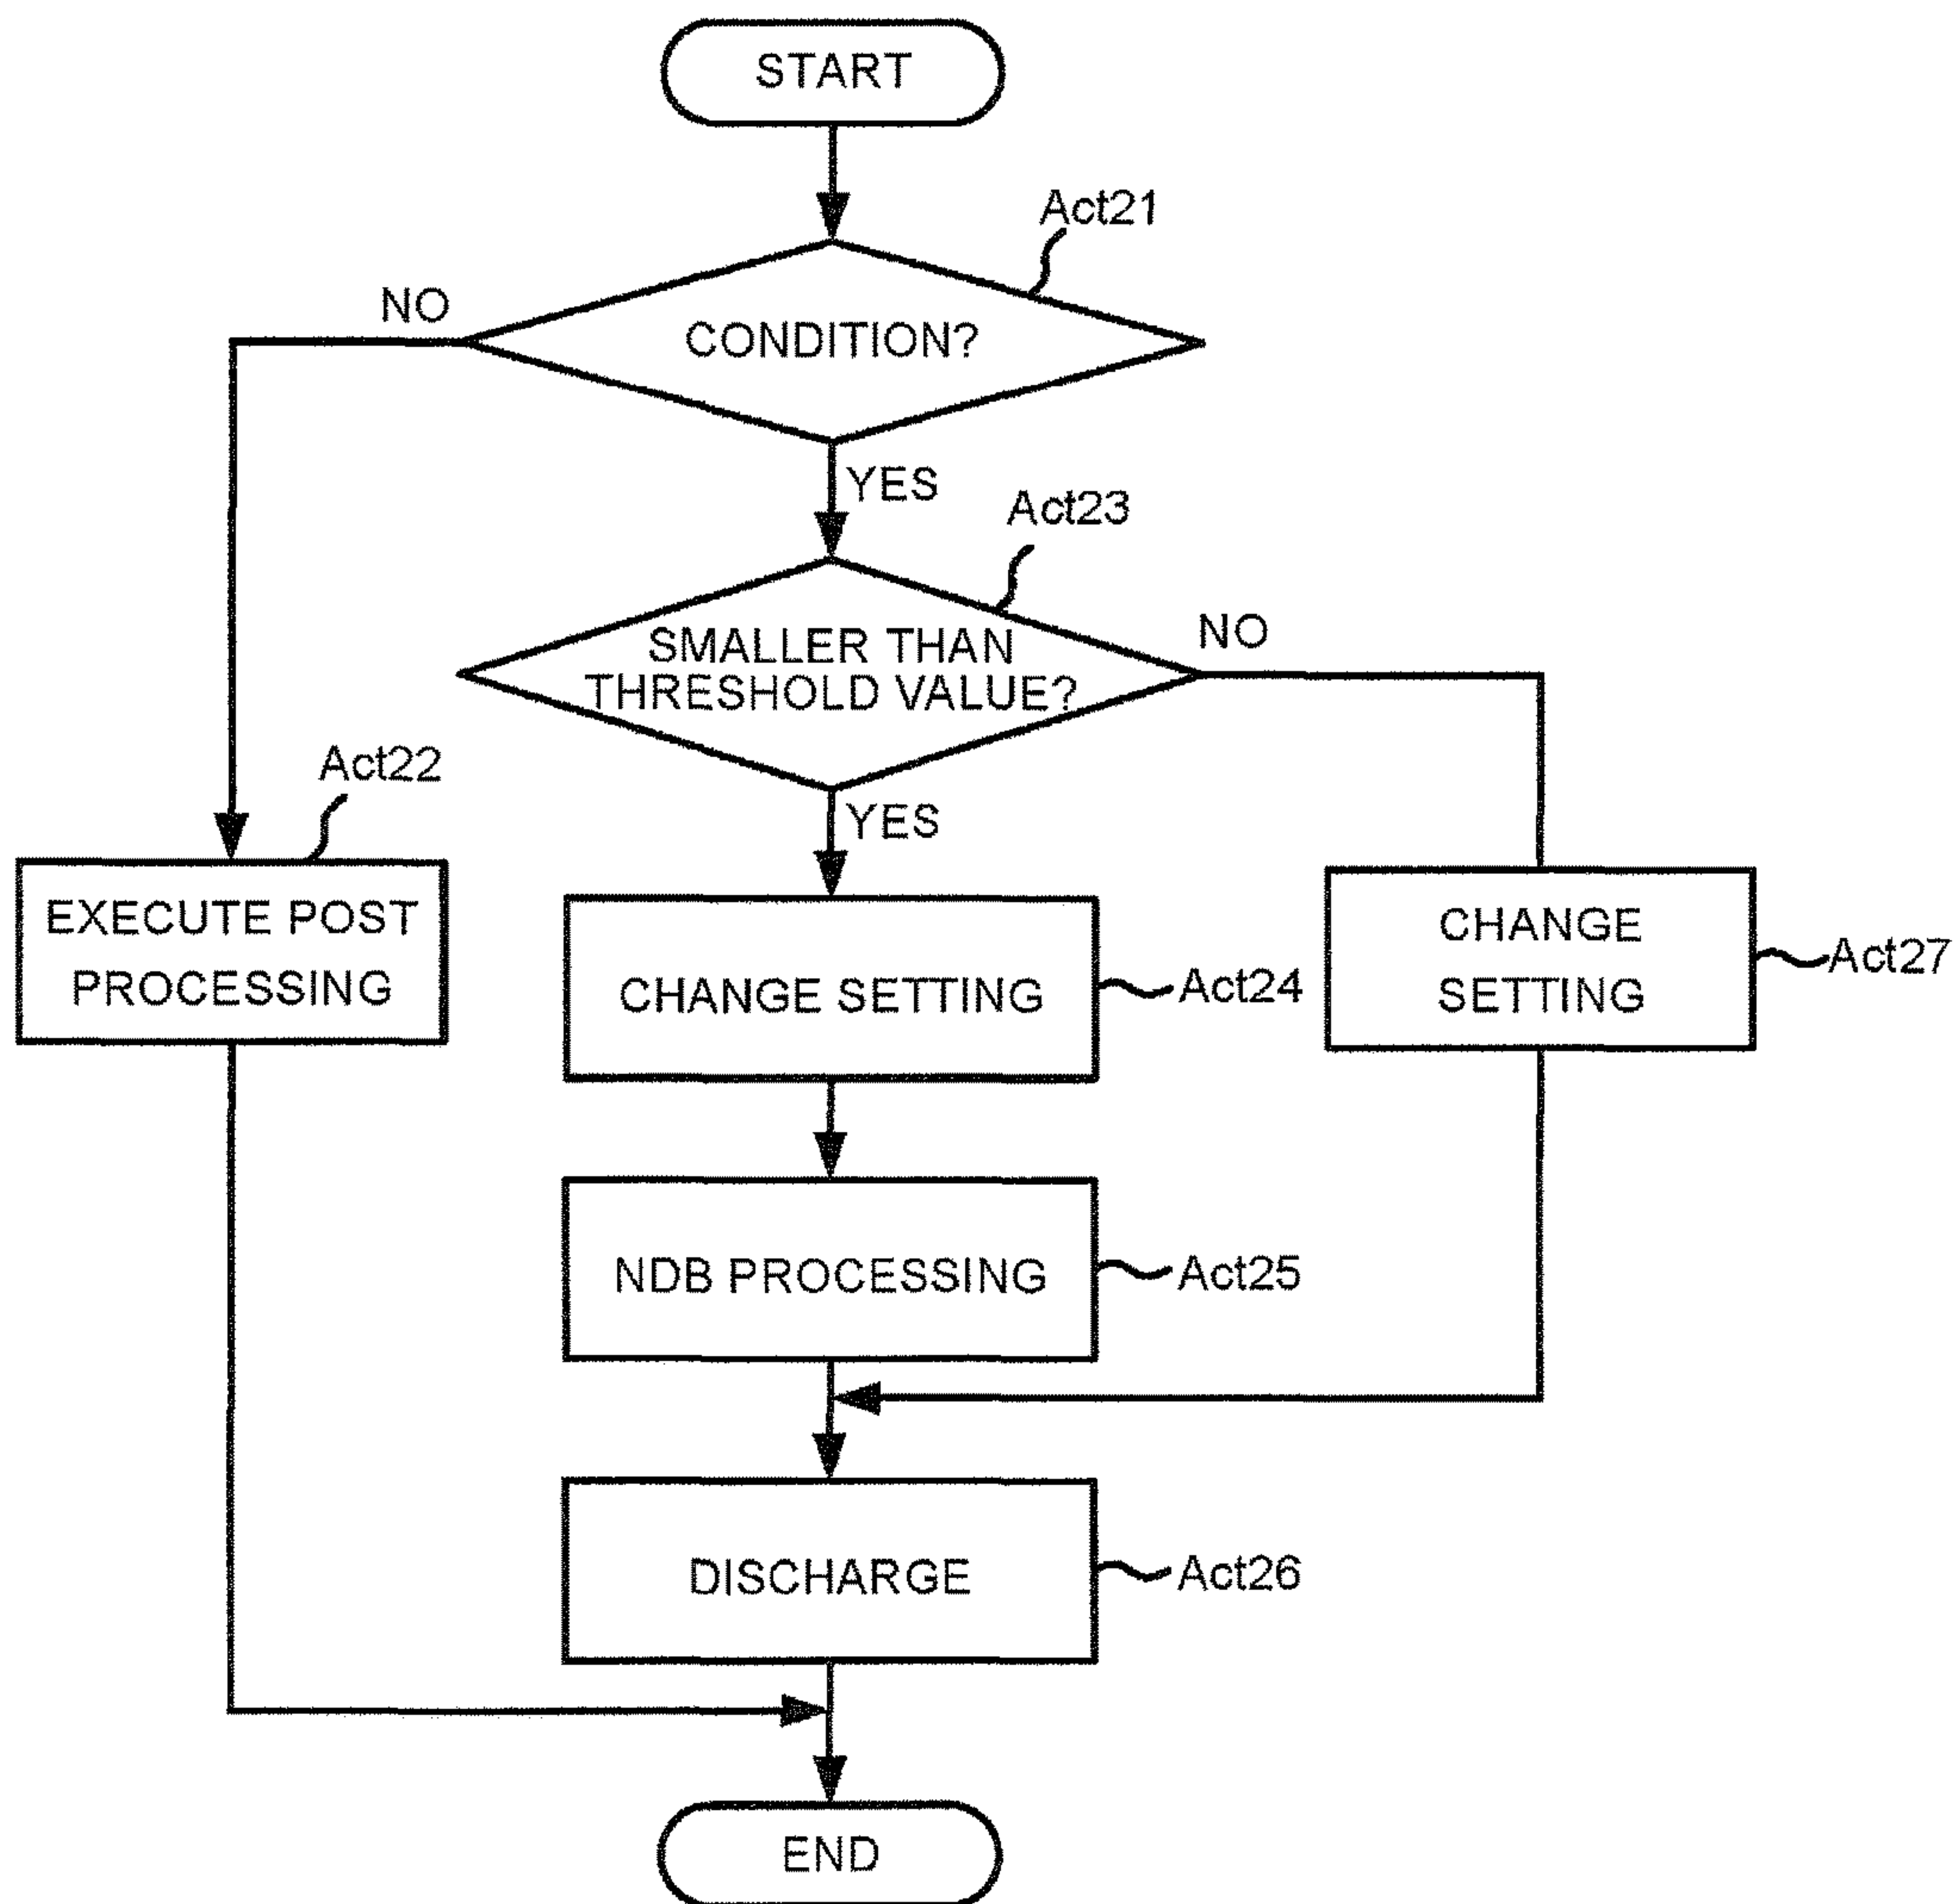 START
Act21
NO
CONDITION?
YES
Act23
SMALLER THAN
THRESHOLD VALUE?
NO
Act22
YES
EXECUTE POST
PROCESSING
CHANGE SETTING
Act24
CHANGE
SETTING
Act27
NDB PROCESSING
Act25
DISCHARGE
Act26
END